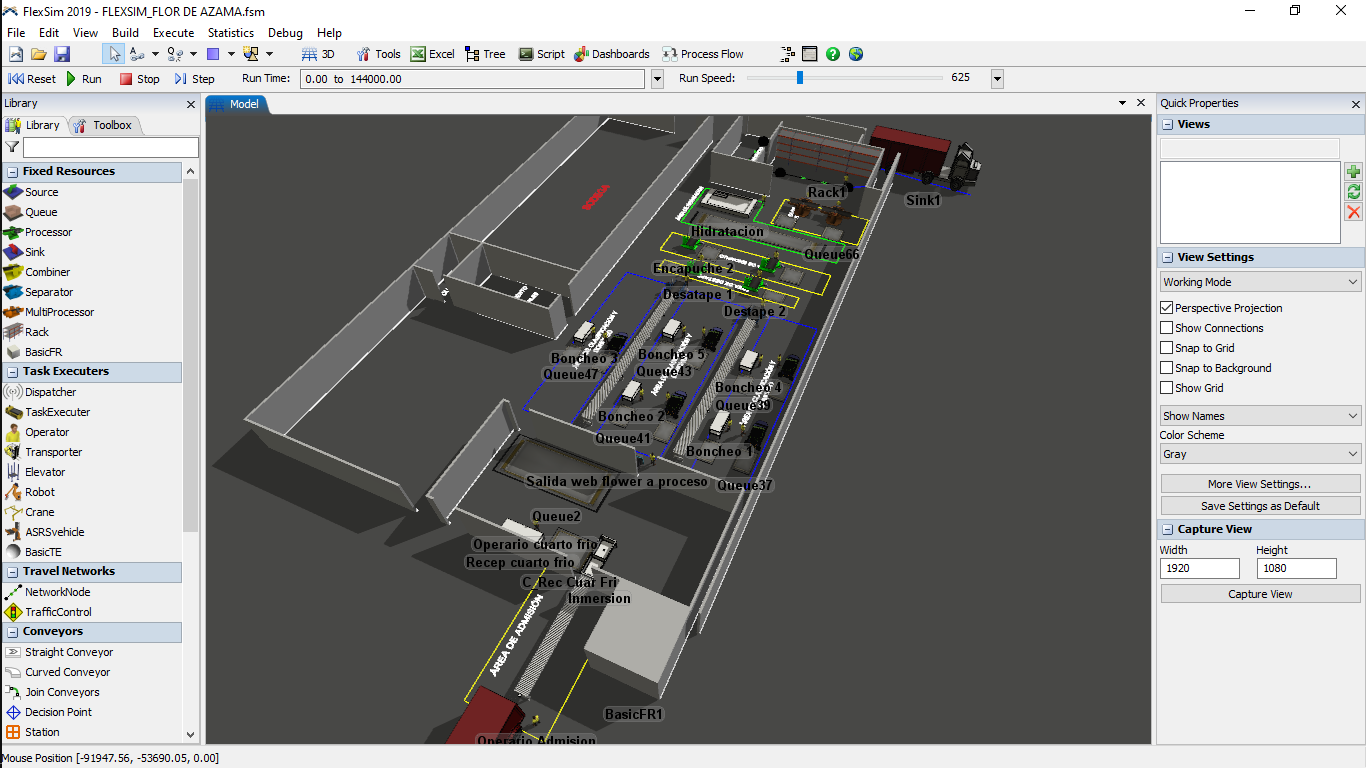 FlexSim 2019 - FLEXSIM_FLOR DE AZAMA.fsm
File Edit View Build Execute Statistics Debug Help
3D Tools Excel Tree Script Dashboards Process Flow
Reset Run Stop Step Run Time: 0.00 to 144000.00 Run Speed: 625
Library
Library Toolbox
Fixed Resources
Source
Queue
Processor
Sink
Combiner
Separator
MultiProcessor
Rack
BasicFR
Task Executers
Dispatcher
TaskExecuter
Operator
Transporter
Elevator
Robot
Crane
ASRSvehicle
BasicTE
Travel Networks
NetworkNode
TrafficControl
Conveyors
Straight Conveyor
Curved Conveyor
Join Conveyors
Decision Point
Station
Model
BODEGA
Rack1
Sink1
Hidratacion
Queue66
Encapuche 2
Desatape 1
Destape 2
Boncheo 3
Boncheo 5
Queue47
Queue43
Boncheo 4
Queue39
Boncheo 2
Queue41
Boncheo 1
Salida web flower a proceso
Queue37
Queue2
Operario cuarto frio
Recep cuarto frio
C. Rec Cuar Fri
Inmersion
AREA DE ADMISIÓN
BasicFR1
Operario Admision
Quick Properties
Views
View Settings
Working Mode
Perspective Projection
Show Connections
Snap to Grid
Snap to Background
Show Grid
Show Names
Color Scheme
Gray
More View Settings...
Save Settings as Default
Capture View
Width Height
1920 1080
Capture View
Mouse Position [-91947.56, -53690.05, 0.00]